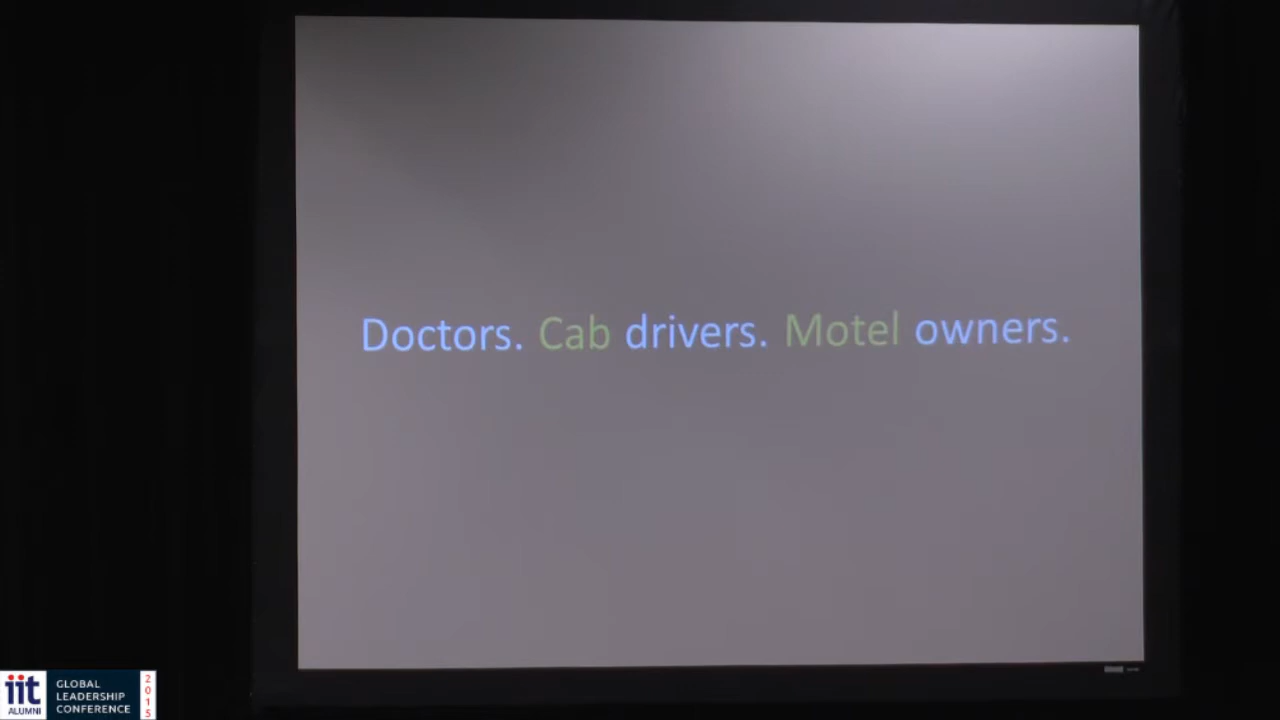 Doctors. Cab drivers. Motel owners.
iit
ALUMNI
GLOBAL
LEADERSHIP
CONFERENCE
2015